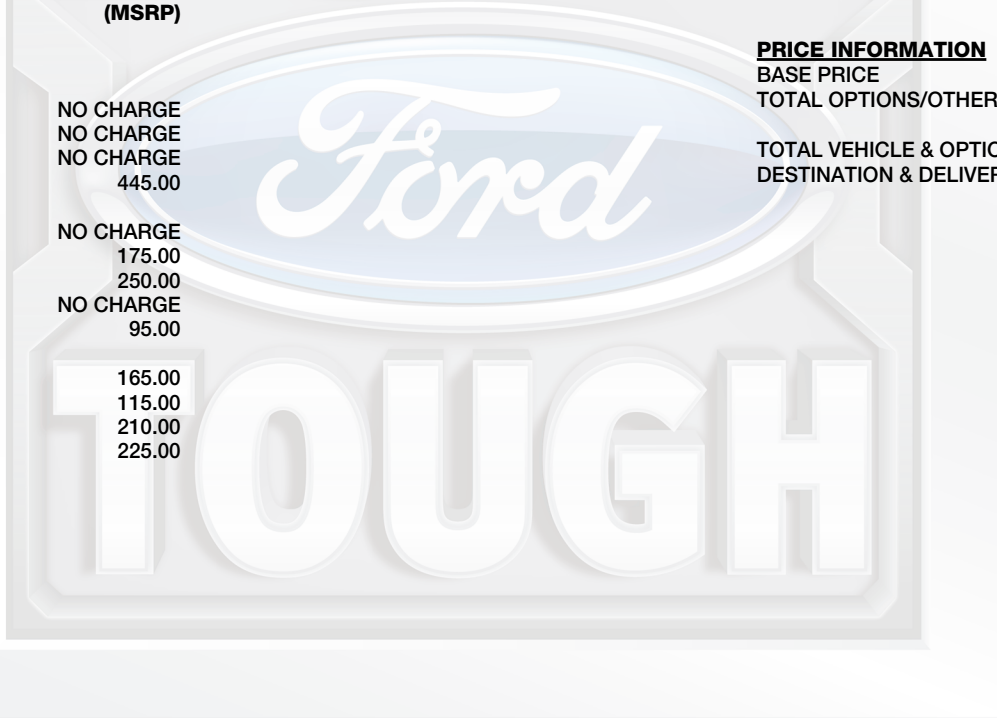 (MSRP)
NO CHARGE
NO CHARGE
NO CHARGE
445.00
NO CHARGE
175.00
250.00
NO CHARGE
95.00
165.00
115.00
210.00
225.00
PRICE INFORMATION
BASE PRICE
TOTAL OPTIONS/OTHER
TOTAL VEHICLE & OPTIO
DESTINATION & DELIVER
Ford
TOUGH